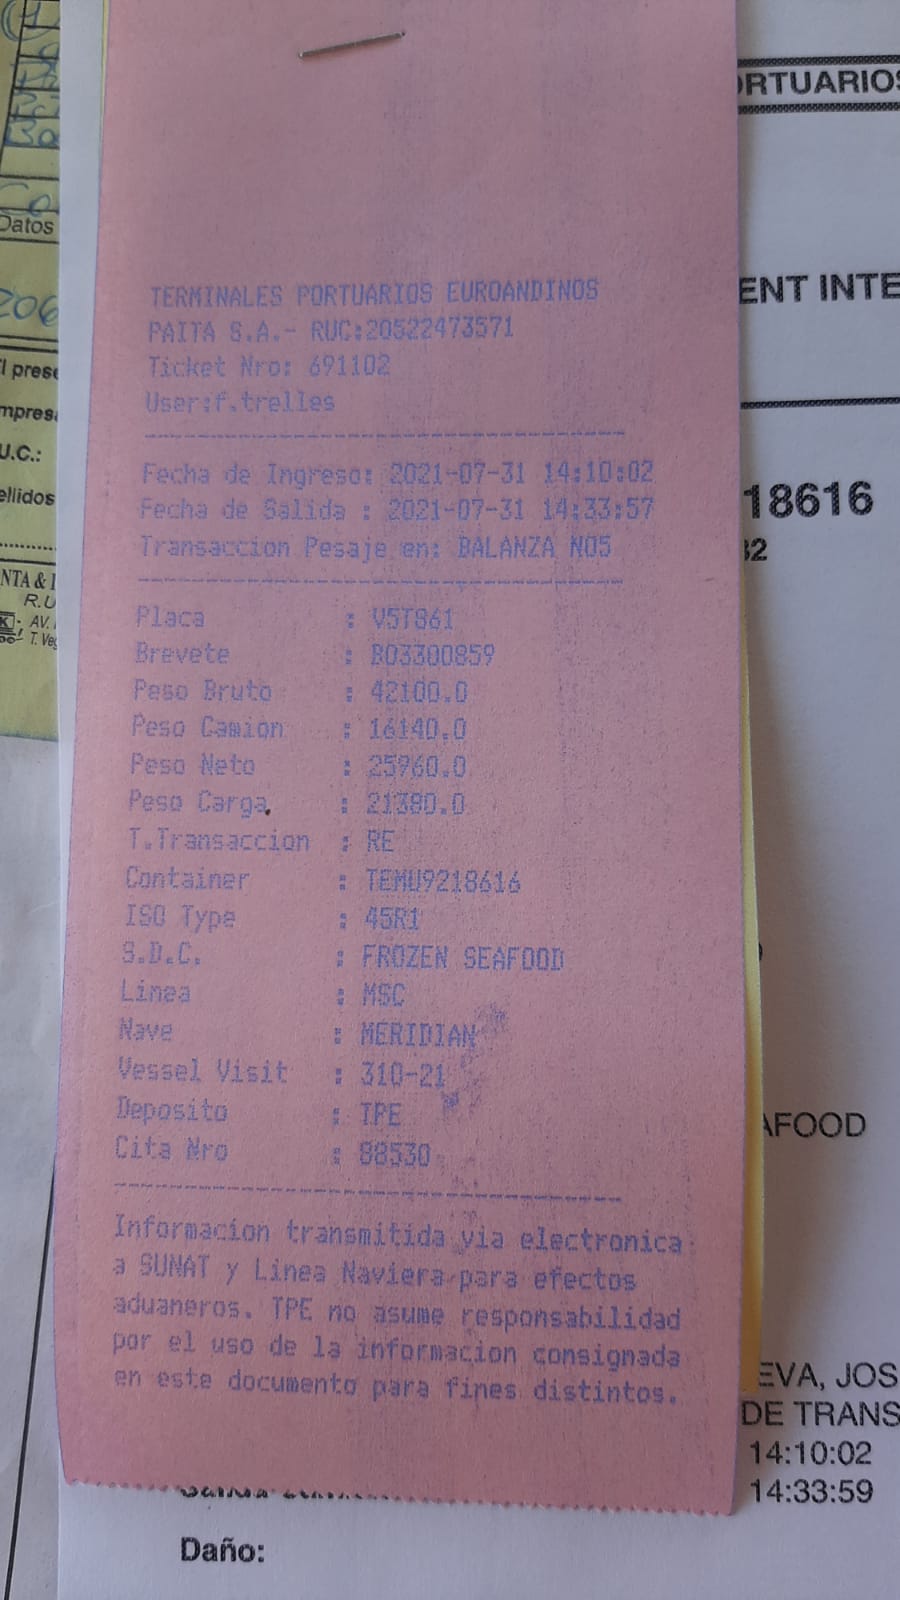 TERMINALES PORTUARIOS EUROANDINOS
PAITA S.A.- RUC:20522473571
Ticket Nro: 691102
User:f.trelles
Fecha de Ingreso: 2021-07-31 14:10:02
Fecha de Salida : 2021-07-31 14:33:57
Transaccion Pesaje en: BALANZA NO5
Placa : V5T861
Brevete : B03300859
Peso Bruto : 42100.0
Peso Camion : 16140.0
Peso Neto : 25960.0
Peso Carga : 21380.0
T.Transaccion : RE
Container : TEMU9218616
ISO Type : 45R1
S.D.C. : FROZEN SEAFOOD
Linea : MSC
Nave : MERIDIAN
Vessel Visit : 310-21
Deposito : TPE
Cita Nro : 88530
Informacion transmitida via electronica
a SUNAT y Linea Naviera para efectos
aduaneros. TPE no asume responsabilidad
por el uso de la informacion consignada
en este documento para fines distintos.
ORTUARIOS
ENT INTE
18616
AFOOD
EVA, JOS
DE TRANS
14:10:02
14:33:59
Daño:
Datos
206
U.C.:
ellidos
R.U
AV.